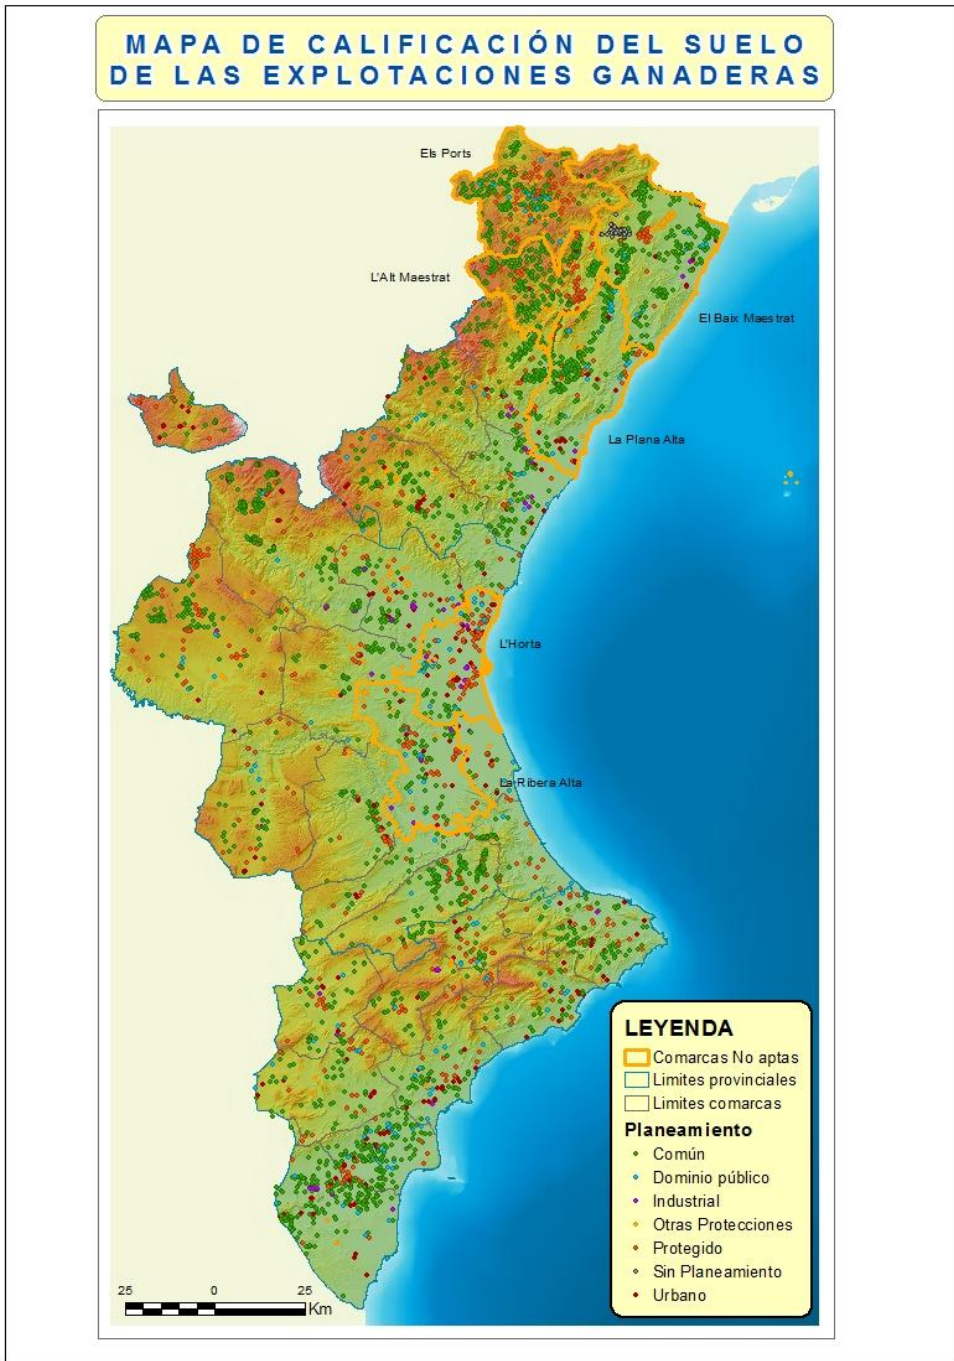 MAPA DE CALIFICACIÓN DEL SUELO
DE LAS EXPLOTACIONES GANADERAS
Els Ports
L'Alt Maestrat
El Baix Maestrat
La Plana Alta
L'Horta
La Ribera Alta
LEYENDA
Comarcas No aptas
Limites provinciales
Limites comarcas
Planeamiento
Común
Dominio público
Industrial
Otras Protecciones
Protegido
Sin Planeamiento
Urbano
25 0 25
Km